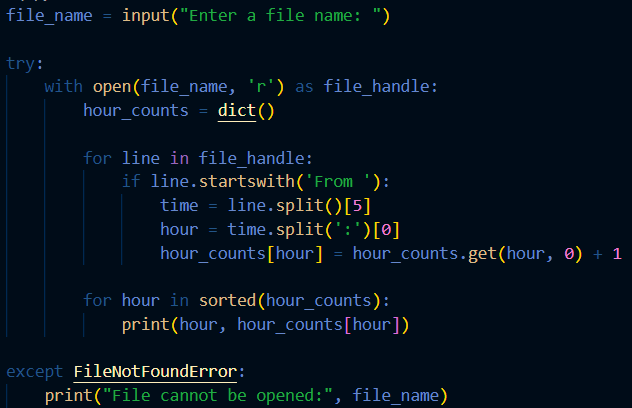 file_name = input("Enter a file name: ")
try:
    with open(file_name, 'r') as file_handle:
        hour_counts = dict()
        for line in file_handle:
            if line.startswith('From '):
                time = line.split()[5]
                hour = time.split(':')[0]
                hour_counts[hour] = hour_counts.get(hour, 0) + 1
        for hour in sorted(hour_counts):
            print(hour, hour_counts[hour])
except FileNotFoundError:
    print("File cannot be opened:", file_name)